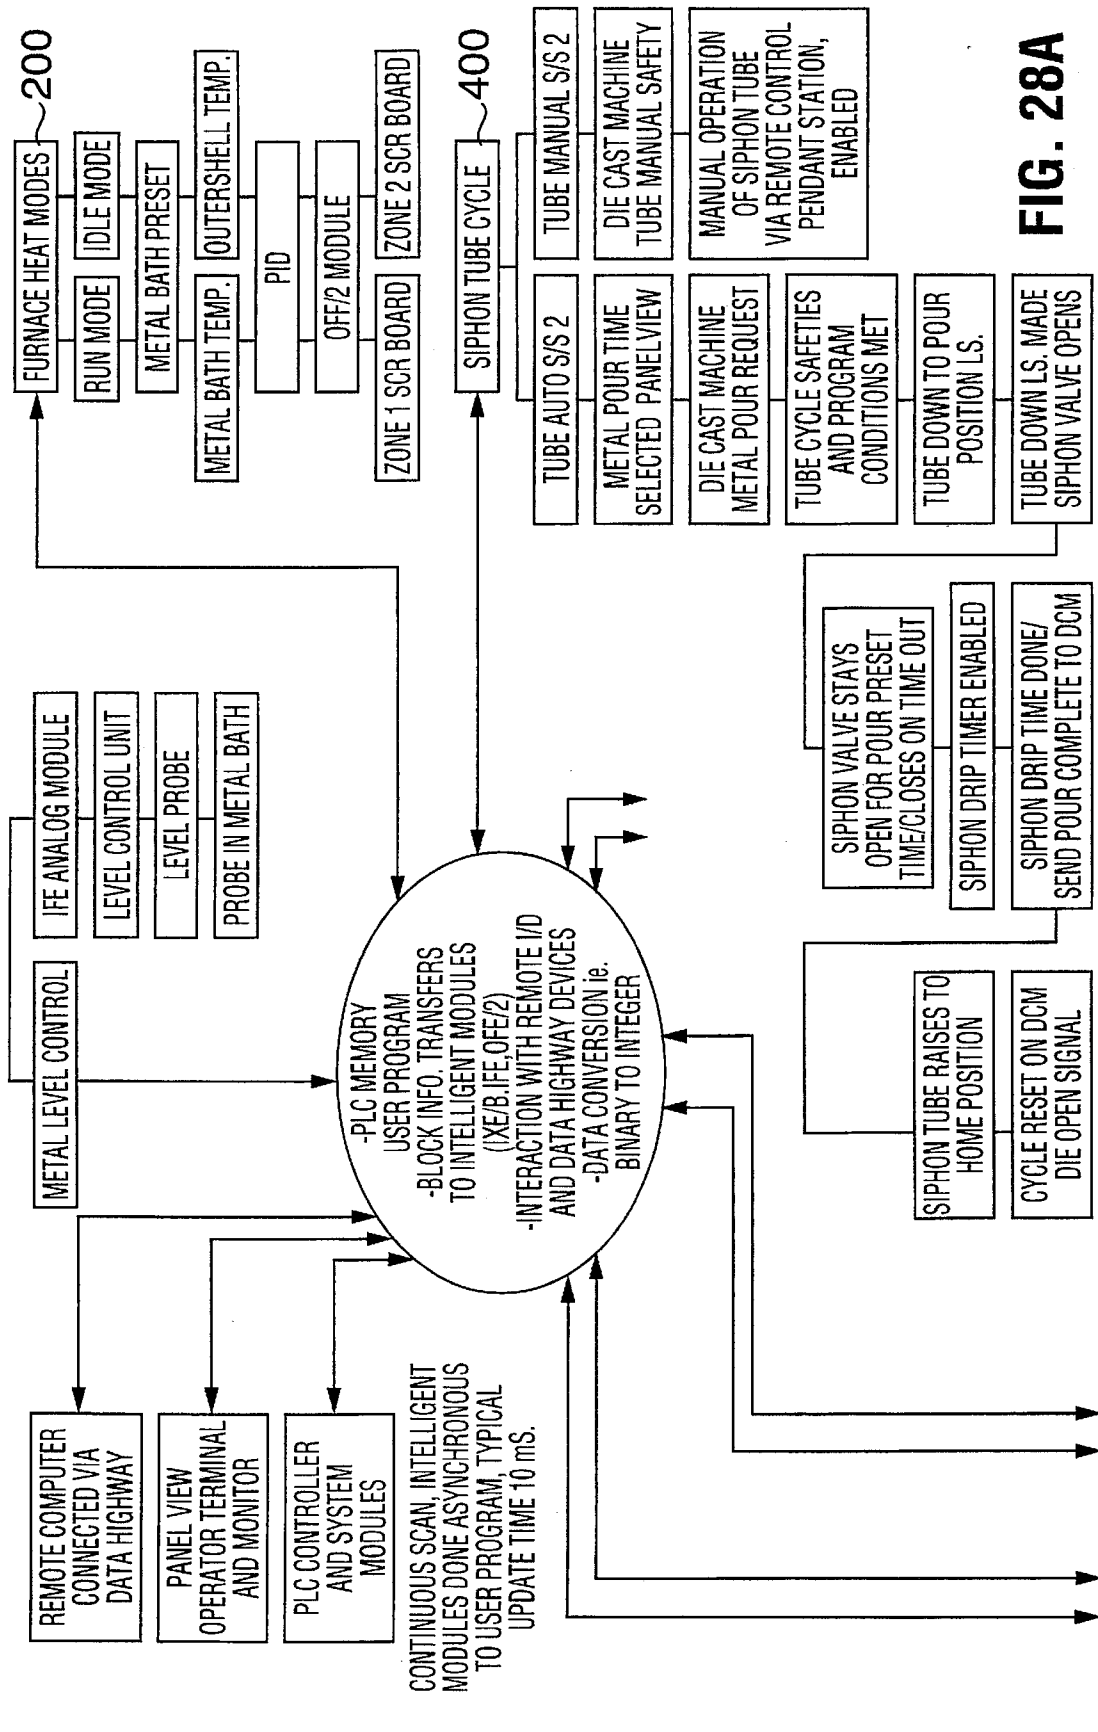 REMOTE COMPUTER
CONNECTED VIA
DATA HIGHWAY
PANEL VIEW
OPERATOR TERMINAL
AND MONITOR
PLC CONTROLLER
AND SYSTEM
MODULES
CONTINUOUS SCAN, INTELLIGENT
MODULES DONE ASYNCHRONOUS
TO USER PROGRAM, TYPICAL
UPDATE TIME 10 mS.
METAL LEVEL CONTROL
IFE ANALOG MODULE
LEVEL CONTROL UNIT
LEVEL PROBE
PROBE IN METAL BATH
-PLC MEMORY
USER PROGRAM
-BLOCK INFO. TRANSFERS
TO INTELLIGENT MODULES
(IXE/B.IFE,OFE/2)
-INTERACTION WITH REMOTE I/D
AND DATA HIGHWAY DEVICES
-DATA CONVERSION ie.
BINARY TO INTEGER
FURNACE HEAT MODES
200
RUN MODE
IDLE MODE
METAL BATH PRESET
METAL BATH TEMP.
OUTERSHELL TEMP.
PID
OFF/2 MODULE
ZONE 1 SCR BOARD
ZONE 2 SCR BOARD
SIPHON TUBE CYCLE
400
TUBE AUTO S/S 2
METAL POUR TIME
SELECTED PANELVIEW
DIE CAST MACHINE
METAL POUR REQUEST
TUBE CYCLE SAFETIES
AND PROGRAM
CONDITIONS MET
TUBE DOWN TO POUR
POSITION LS.
TUBE DOWN LS. MADE
SIPHON VALVE OPENS
TUBE MANUAL S/S 2
DIE CAST MACHINE
TUBE MANUAL SAFETY
MANUAL OPERATION
OF SIPHON TUBE
VIA REMOTE CONTROL
PENDANT STATION,
ENABLED
SIPHON VALVE STAYS
OPEN FOR POUR PRESET
TIME/CLOSES ON TIME OUT
SIPHON DRIP TIMER ENABLED
SIPHON DRIP TIME DONE/
SEND POUR COMPLETE TO DCM
SIPHON TUBE RAISES TO
HOME POSITION
CYCLE RESET ON DCM
DIE OPEN SIGNAL
FIG. 28A